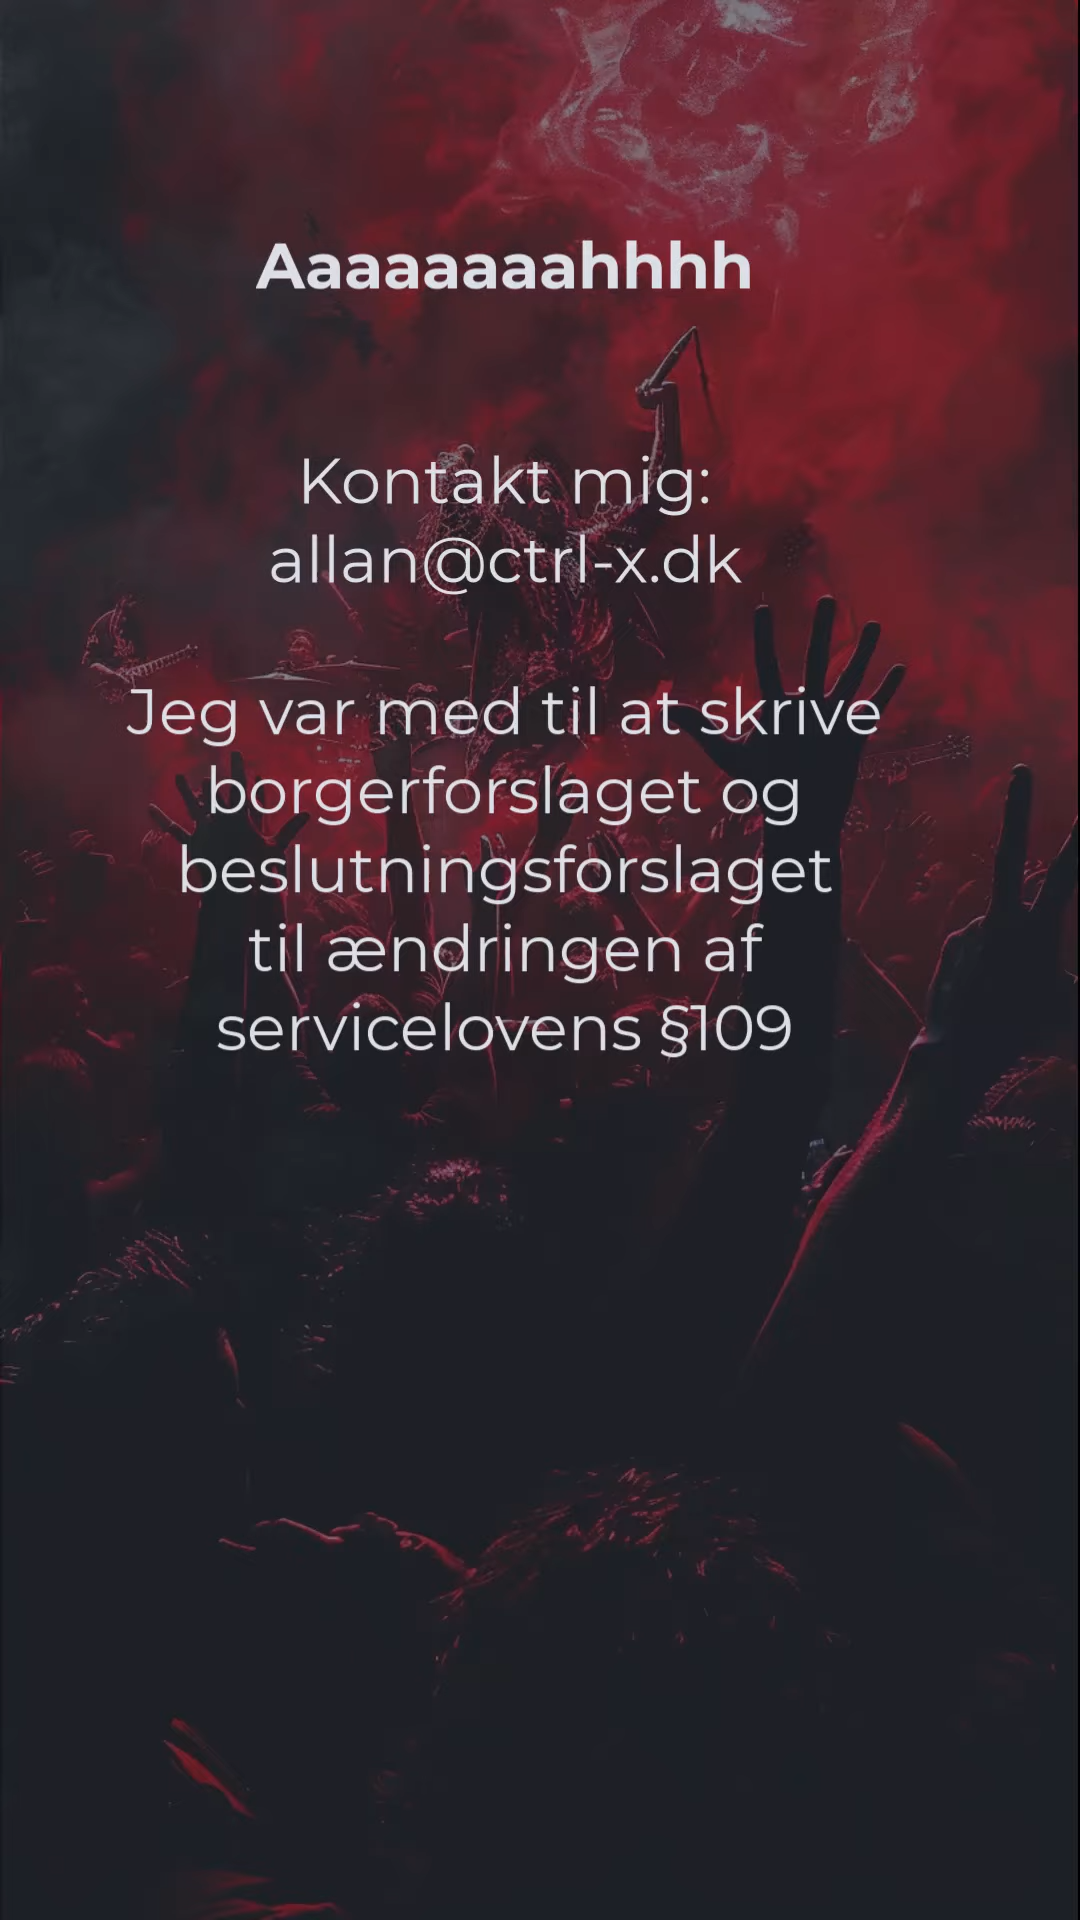 Aaaaaaaahhhh
Kontakt mig:
allan@ctrl-x.dk
Jeg var med til at skrive
borgerforslaget og
beslutningsforslaget
til ændringen af
servicelovens §109